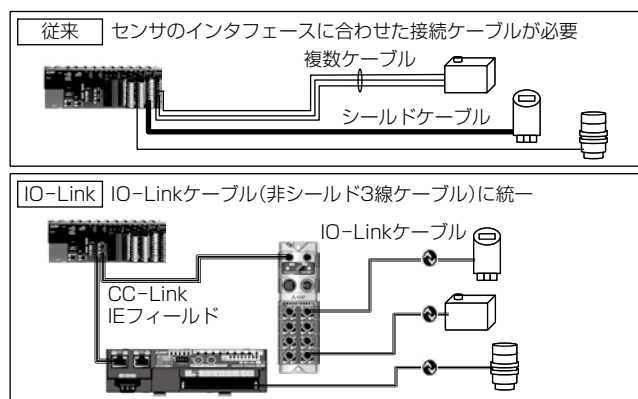 従来
センサのインタフェースに合わせた接続ケーブルが必要
複数ケーブル
シールドケーブル
IO-Link
IO-Linkケーブル(非シールド3線ケーブル)に統一
IO-Linkケーブル
CC-Link
IEフィールド